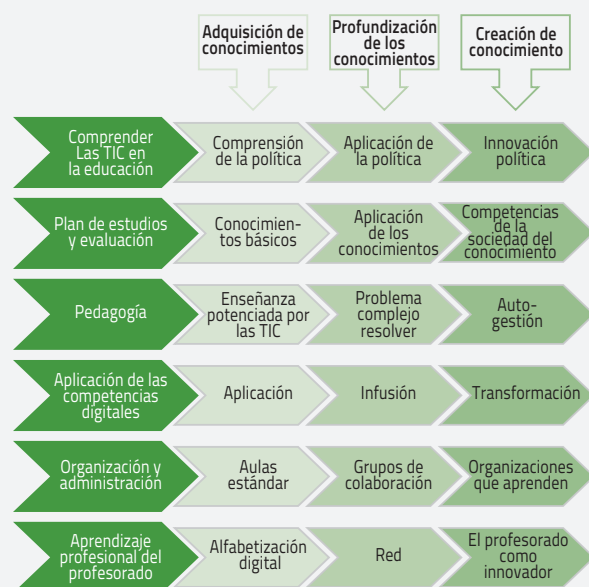 Adquisición de
conocimientos
Profundización
de los
conocimientos
Creación de
conocimiento
Comprender
Las TIC en
la educación
Comprensión
de la política
Aplicación de
la política
Innovación
política
Plan de estudios
y evaluación
Conocimien-
tos básicos
Aplicación
de los
conocimientos
Competencias
de la
sociedad del
conocimiento
Pedagogía
Enseñanza
potenciada por
las TIC
Problema
complejo
resolver
Auto-
gestión
Aplicación de las
competencias
digitales
Aplicación
Infusión
Transformación
Organización y
administración
Aulas
estándar
Grupos de
colaboración
Organizaciones
que aprenden
Aprendizaje
profesional del
profesorado
Alfabetización
digital
Red
El profesorado
como
innovador